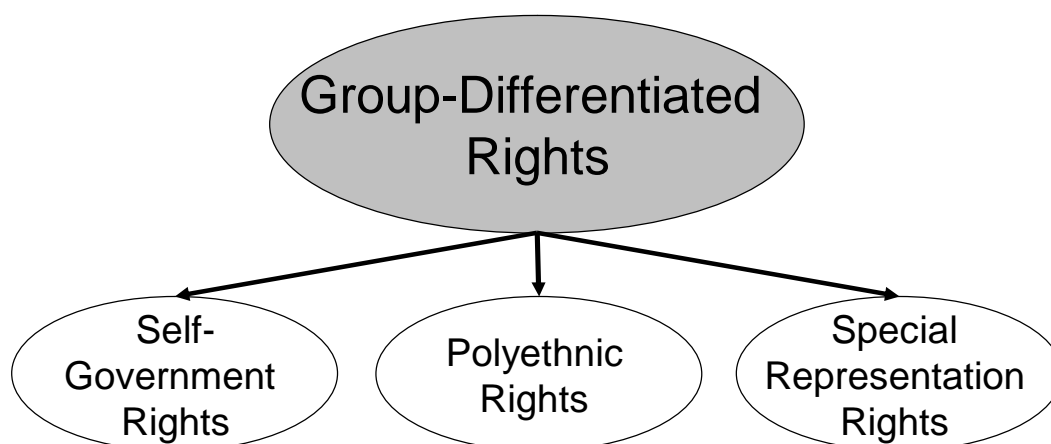 Group-Differentiated
Rights
Self-
Government
Rights
Polyethnic
Rights
Special
Representation
Rights